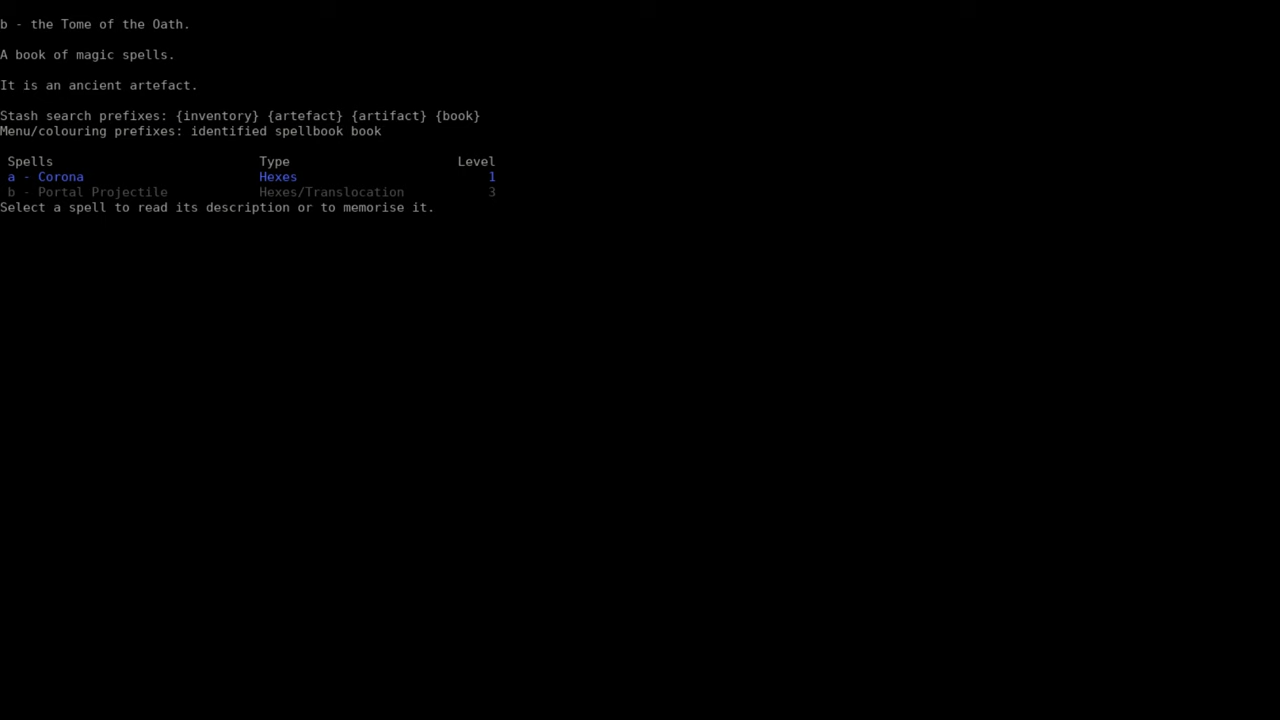 b - the Tome of the Oath.
A book of magic spells.
It is an ancient artefact.
Stash search prefixes: {inventory} {artefact} {artifact} {book}
Menu/colouring prefixes: identified spellbook book
Spells Type Level
a - Corona Hexes 1
b - Portal Projectile Hexes/Translocation 3
Select a spell to read its description or to memorise it.